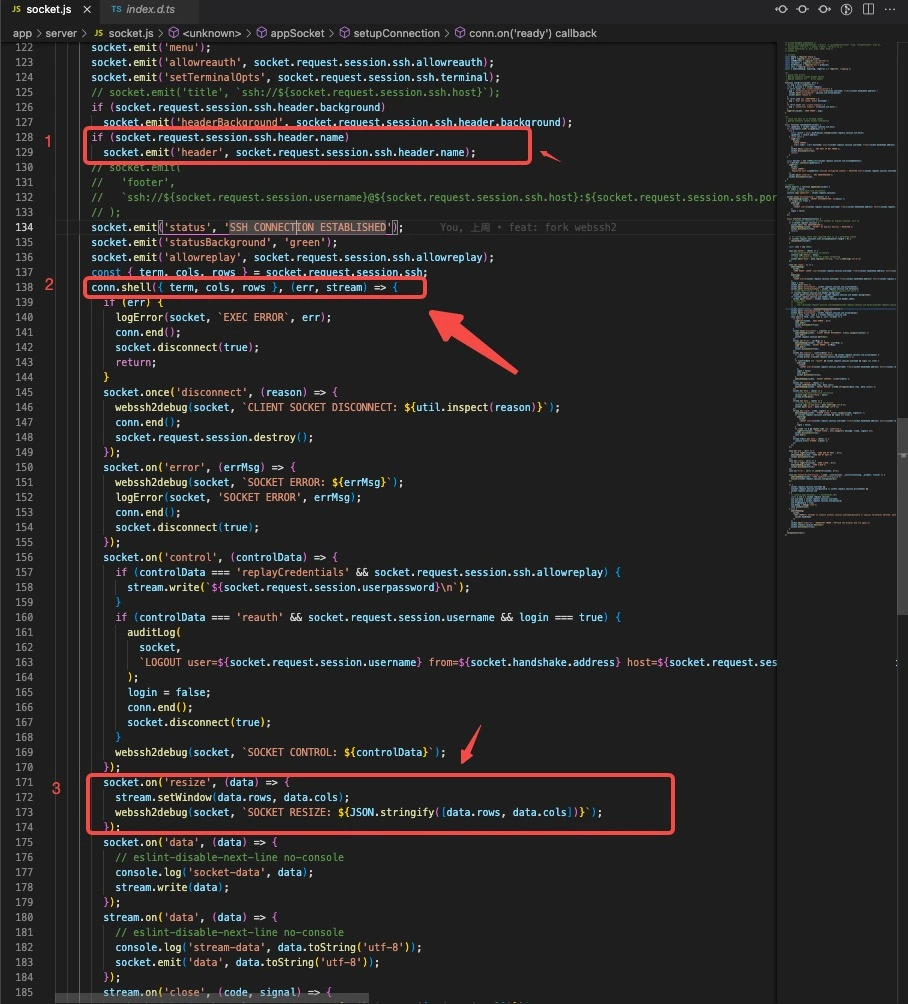 JS socket.js × TS index.d.ts
app > server > JS socket.js > <unknown> > appSocket > setupConnection > conn.on('ready') callback
122 socket.emit('menu');
123 socket.emit('allowreauth', socket.request.session.ssh.allowreauth);
124 socket.emit('setTerminalOpts', socket.request.session.ssh.terminal);
125 // socket.emit('title', `ssh://${socket.request.session.ssh.host}`);
126 if (socket.request.session.ssh.header.background)
127 socket.emit('headerBackground', socket.request.session.ssh.header.background);
1
128 if (socket.request.session.ssh.header.name)
129 socket.emit('header', socket.request.session.ssh.header.name);
130 // socket.emit(
131 // 'footer',
132 // `ssh://${socket.request.session.username}@${socket.request.session.ssh.host}:${socket.request.session.ssh.por
133 // );
134 socket.emit('status', 'SSH CONNECTION ESTABLISHED'); You, 上周 • feat: fork webssh2
135 socket.emit('statusBackground', 'green');
136 socket.emit('allowreplay', socket.request.session.ssh.allowreplay);
137 const { term, cols, rows } = socket.request.session.ssh;
2
138 conn.shell({ term, cols, rows }, (err, stream) => {
139 if (err) {
140 logError(socket, `EXEC ERROR`, err);
141 conn.end();
142 socket.disconnect(true);
143 return;
144 }
145 socket.once('disconnect', (reason) => {
146 webssh2debug(socket, `CLIENT SOCKET DISCONNECT: ${util.inspect(reason)}`);
147 conn.end();
148 socket.request.session.destroy();
149 });
150 socket.on('error', (errMsg) => {
151 webssh2debug(socket, `SOCKET ERROR: ${errMsg}`);
152 logError(socket, 'SOCKET ERROR', errMsg);
153 conn.end();
154 socket.disconnect(true);
155 });
156 socket.on('control', (controlData) => {
157 if (controlData === 'replayCredentials' && socket.request.session.ssh.allowreplay) {
158 stream.write(`${socket.request.session.userpassword}\n`);
159 }
160 if (controlData === 'reauth' && socket.request.session.username && login === true) {
161 auditLog(
162 socket,
163 `LOGOUT user=${socket.request.session.username} from=${socket.handshake.address} host=${socket.request.ses
164 );
165 login = false;
166 conn.end();
167 socket.disconnect(true);
168 }
169 webssh2debug(socket, `SOCKET CONTROL: ${controlData}`);
170 });
3
171 socket.on('resize', (data) => {
172 stream.setWindow(data.rows, data.cols);
173 webssh2debug(socket, `SOCKET RESIZE: ${JSON.stringify([data.rows, data.cols])}`);
174 });
175 socket.on('data', (data) => {
176 // eslint-disable-next-line no-console
177 console.log('socket-data', data);
178 stream.write(data);
179 });
180 stream.on('data', (data) => {
181 // eslint-disable-next-line no-console
182 console.log('stream-data', data.toString('utf-8'));
183 socket.emit('data', data.toString('utf-8'));
184 });
185 stream.on('close', (code, signal) => {